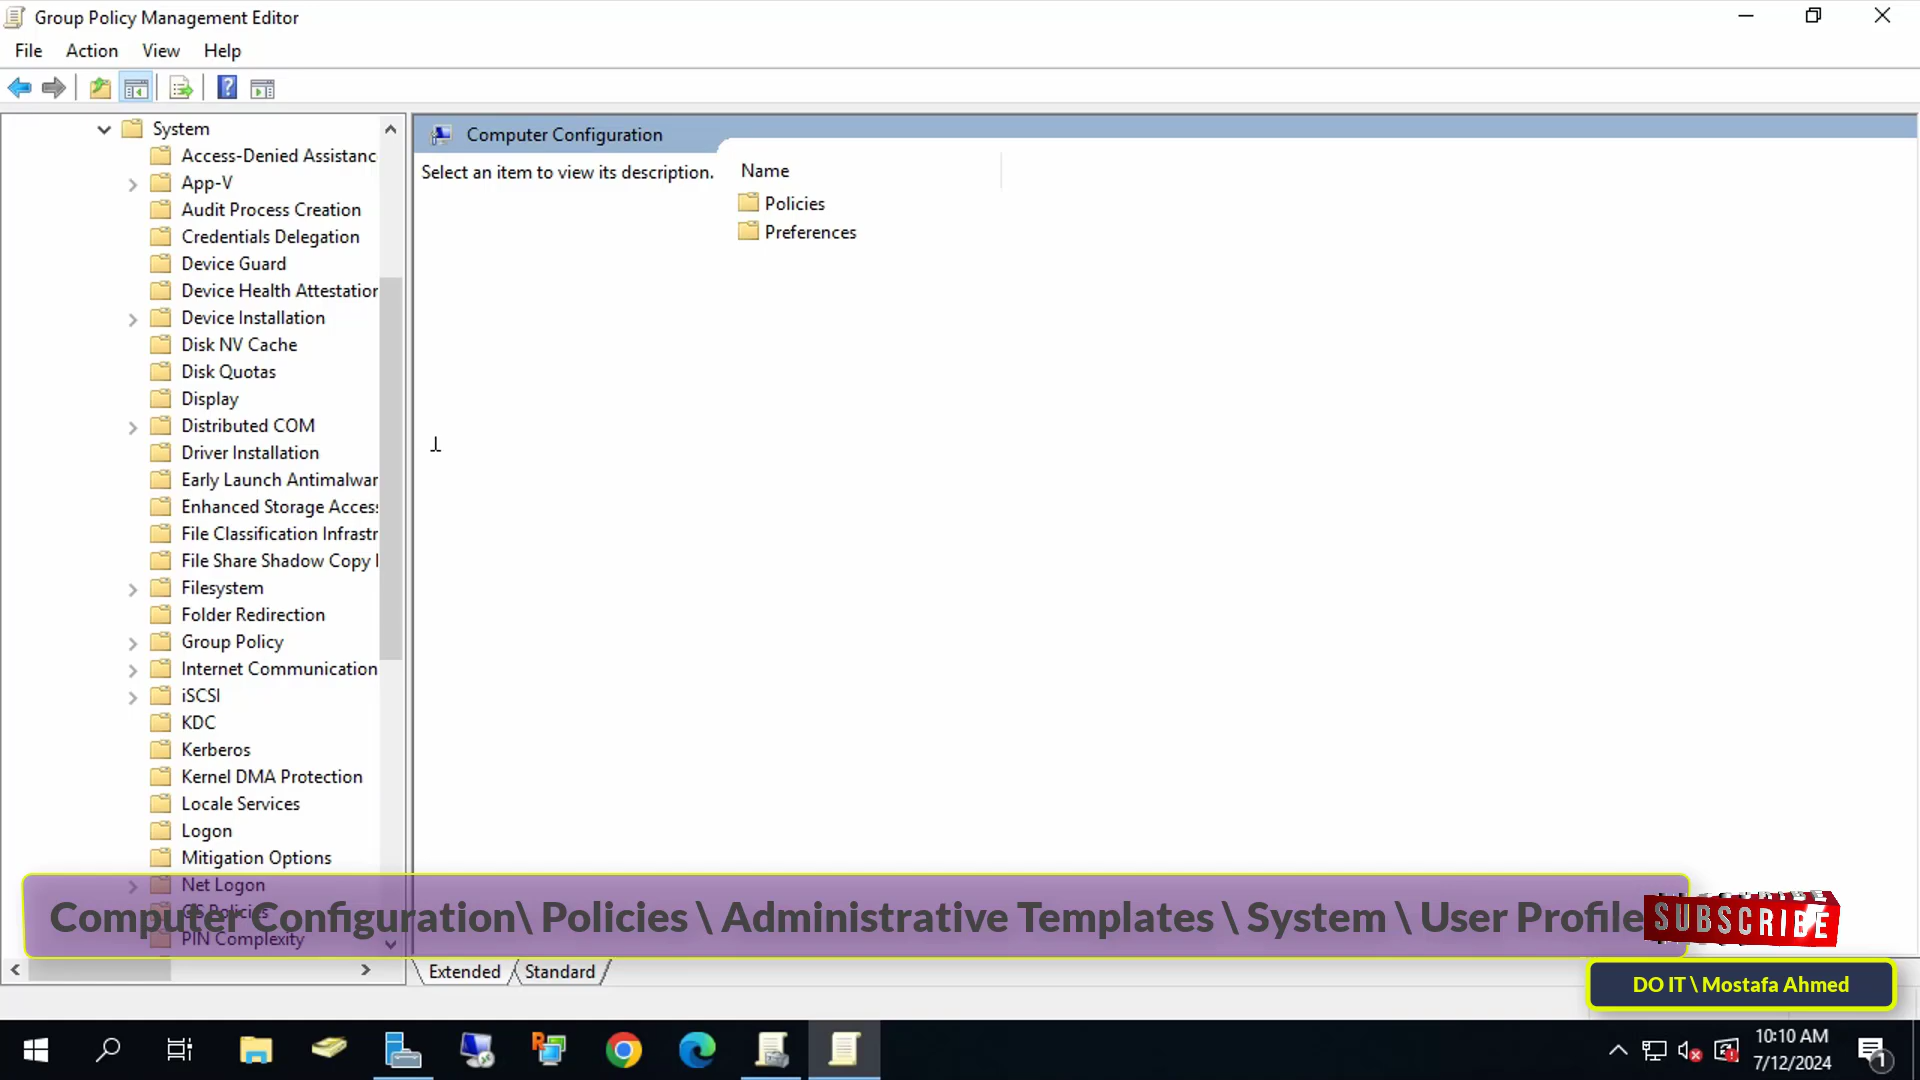 Group Policy Management Editor
File Action View Help
System
Access-Denied Assistanc
App-V
Audit Process Creation
Credentials Delegation
Device Guard
Device Health Attestation
Device Installation
Disk NV Cache
Disk Quotas
Display
Distributed COM
Driver Installation
Early Launch Antimalwar
Enhanced Storage Access
File Classification Infrastr
File Share Shadow Copy
Filesystem
Folder Redirection
Group Policy
Internet Communication
iSCSI
KDC
Kerberos
Kernel DMA Protection
Locale Services
Logon
Mitigation Options
Net Logon
OS Policies
PIN Complexity
Computer Configuration
Select an item to view its description.
Name
Policies
Preferences
Computer Configuration\ Policies \ Administrative Templates \ System \ User Profile
SUBSCRIBE
Extended Standard
DO IT \ Mostafa Ahmed
10:10 AM
7/12/2024
1